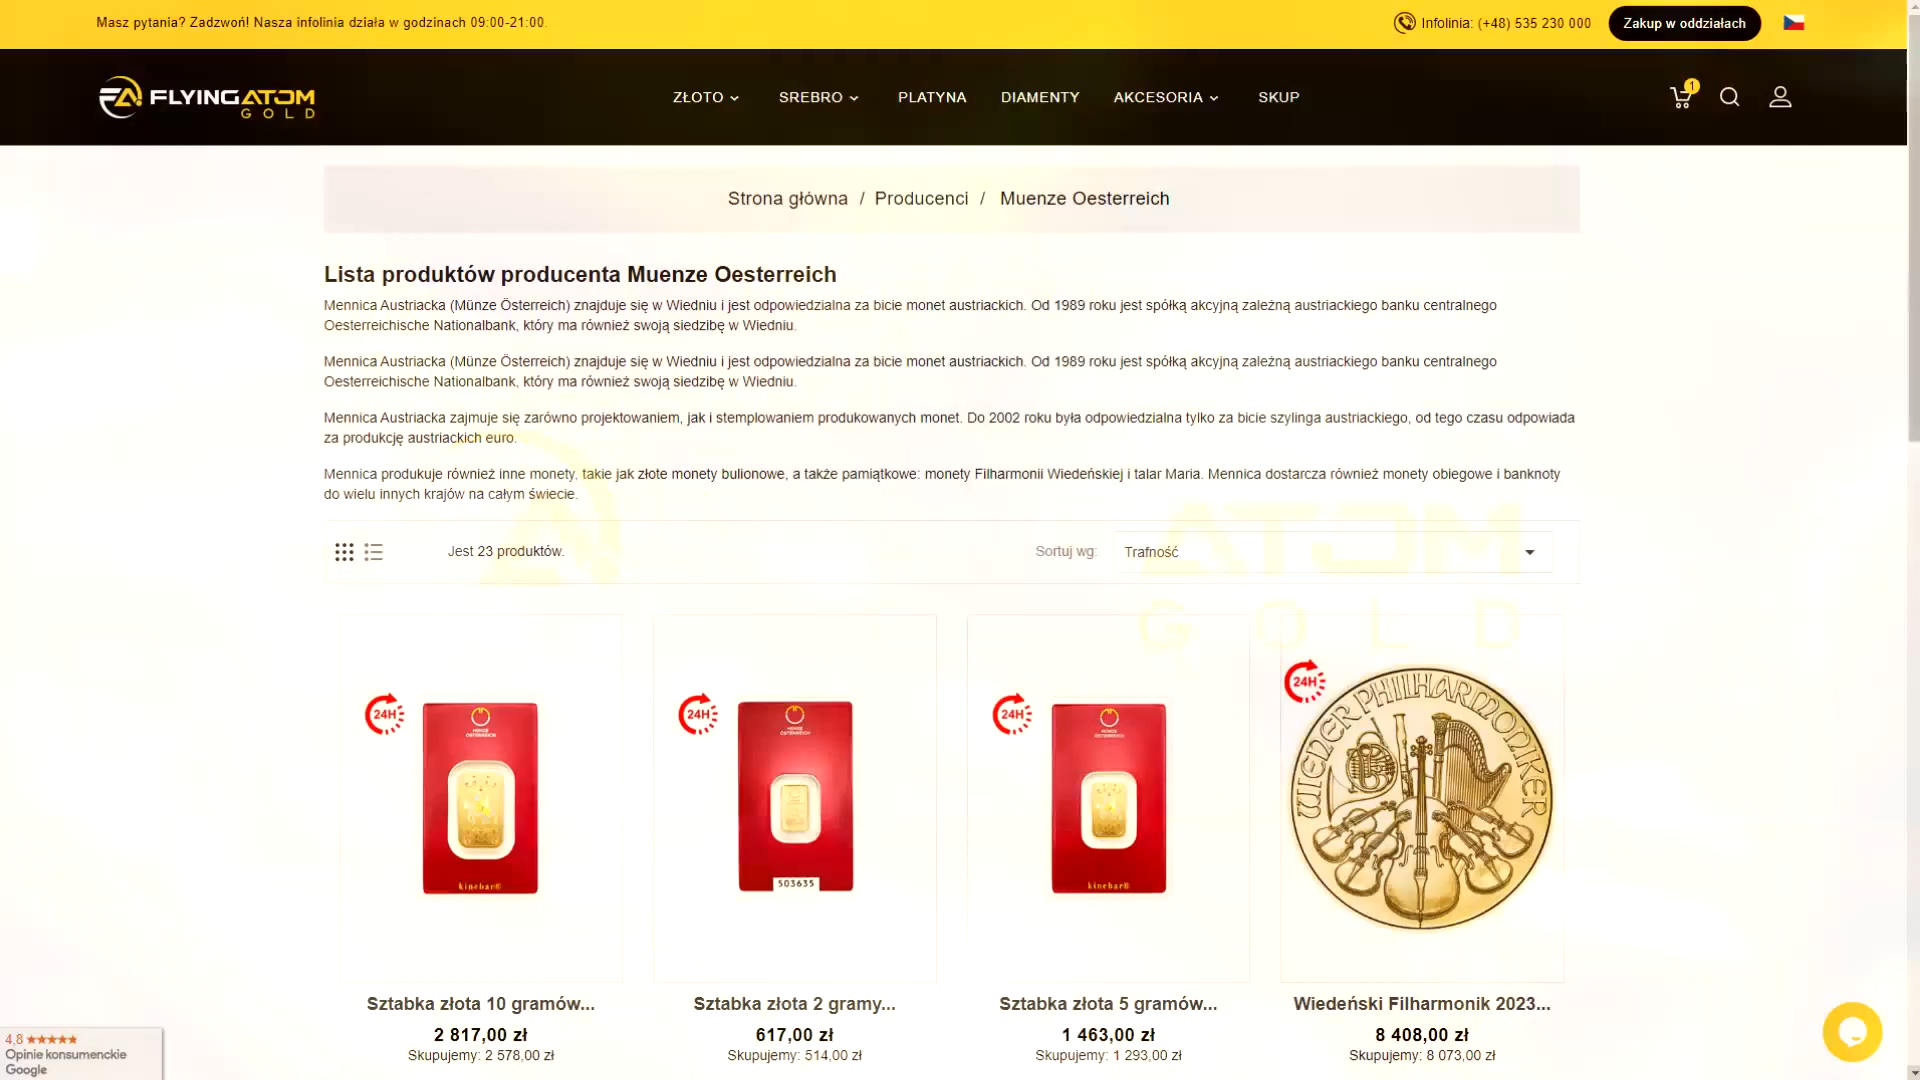 Masz pytania? Zadzwoń! Nasza infolinia działa w godzinach 09:00-21:00.
Infolinia: (+48) 535 230 000
Zakup w oddziałach
FLYINGATOM
GOLD
ZŁOTO
SREBRO
PLATYNA
DIAMENTY
AKCESORIA
SKUP
1
Strona główna / Producenci / Muenze Oesterreich
Lista produktów producenta Muenze Oesterreich
Mennica Austriacka (Münze Österreich) znajduje się w Wiedniu i jest odpowiedzialna za bicie monet austriackich. Od 1989 roku jest spółką akcyjną zależną austriackiego banku centralnego
Oesterreichische Nationalbank, który ma również swoją siedzibę w Wiedniu.
Mennica Austriacka (Münze Österreich) znajduje się w Wiedniu i jest odpowiedzialna za bicie monet austriackich. Od 1989 roku jest spółką akcyjną zależną austriackiego banku centralnego
Oesterreichische Nationalbank, który ma również swoją siedzibę w Wiedniu.
Mennica Austriacka zajmuje się zarówno projektowaniem, jak i stemplowaniem produkowanych monet. Do 2002 roku była odpowiedzialna tylko za bicie szylinga austriackiego, od tego czasu odpowiada
za produkcję austriackich euro.
Mennica produkuje również inne monety, takie jak złote monety bulionowe, a także pamiątkowe: monety Filharmonii Wiedeńskiej i talar Maria. Mennica dostarcza również monety obiegowe i banknoty
do wielu innych krajów na całym świecie.
ATOM
GOLD
Jest 23 produktów.
Sortuj wg:
Trafność
24H
MÜNZE
ÖSTERREICH
kinebar®
24H
MÜNZE
ÖSTERREICH
503635
24H
MÜNZE
ÖSTERREICH
kinebar®
24H
WIENER PHILHARMONIKER
Sztabka złota 10 gramów...
2 817,00 zł
Skupujemy: 2 578,00 zł
Sztabka złota 2 gramy...
617,00 zł
Skupujemy: 514,00 zł
Sztabka złota 5 gramów...
1 463,00 zł
Skupujemy: 1 293,00 zł
Wiedeński Filharmonik 2023...
8 408,00 zł
Skupujemy: 8 073,00 zł
4,8
Opinie konsumenckie
Google